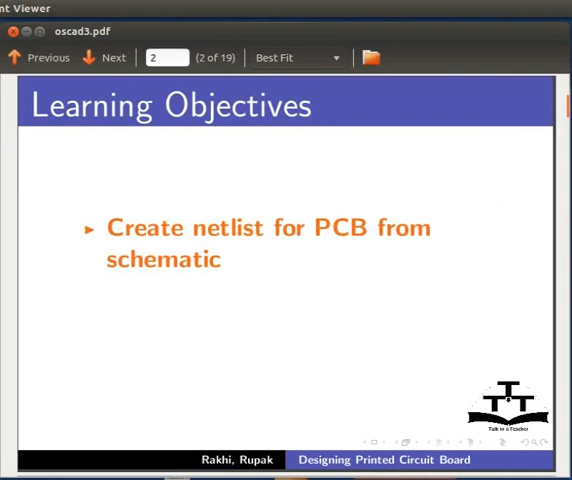 nt Viewer
oscad3.pdf
Previous Next 2 (2 of 19) Best Fit
Learning Objectives
Create netlist for PCB from
schematic
T T T
Talk to a Teacher
Rakhi, Rupak Designing Printed Circuit Board